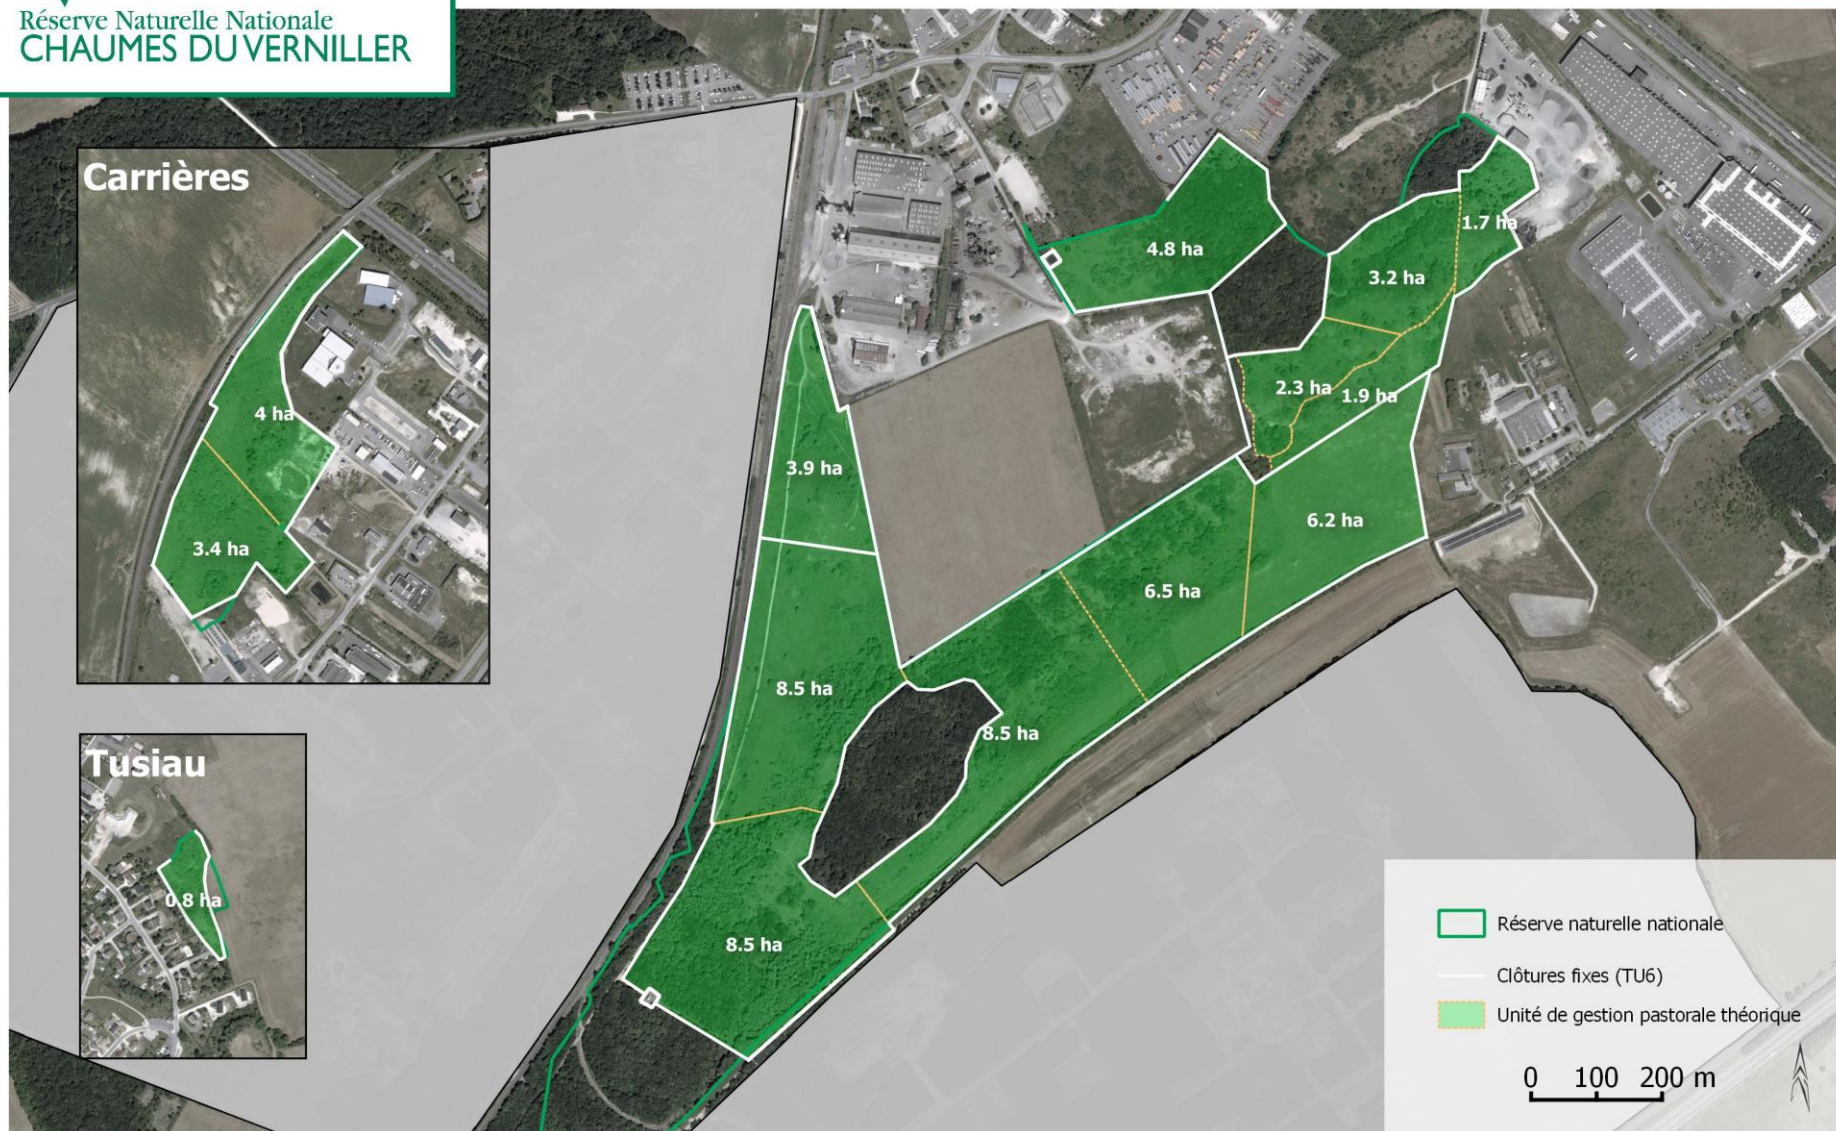 Réserve Naturelle Nationale
CHAUMES DU VERNILLER
Carrières
4 ha
3.4 ha
Tusiau
0.8 ha
4.8 ha
1.7 ha
3.2 ha
2.3 ha
1.9 ha
3.9 ha
6.2 ha
6.5 ha
8.5 ha
8.5 ha
8.5 ha
Réserve naturelle nationale
Clôtures fixes (TU6)
Unité de gestion pastorale théorique
0 100 200 m